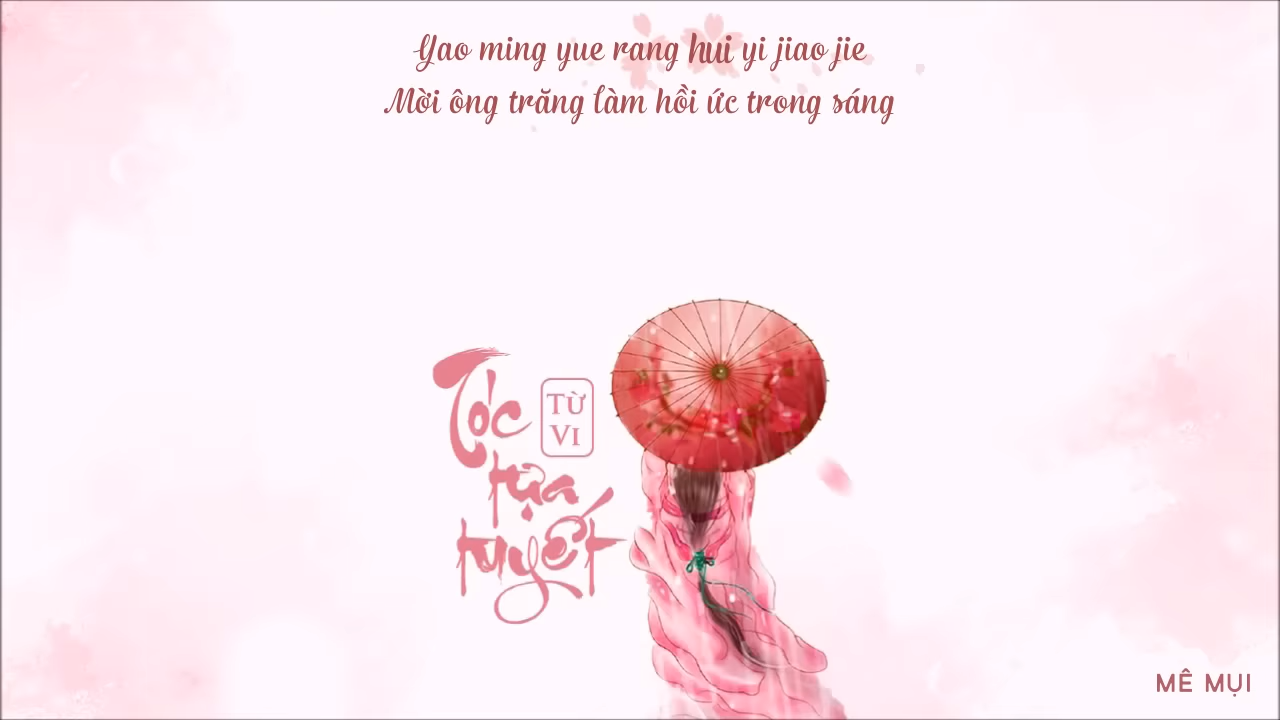 Yao ming yue rang hui yi jiao jie
Mời ông trăng làm hồi ức trong sáng
Tóc
tựa
tuyết
TỪ
VI
MÊ MỤI